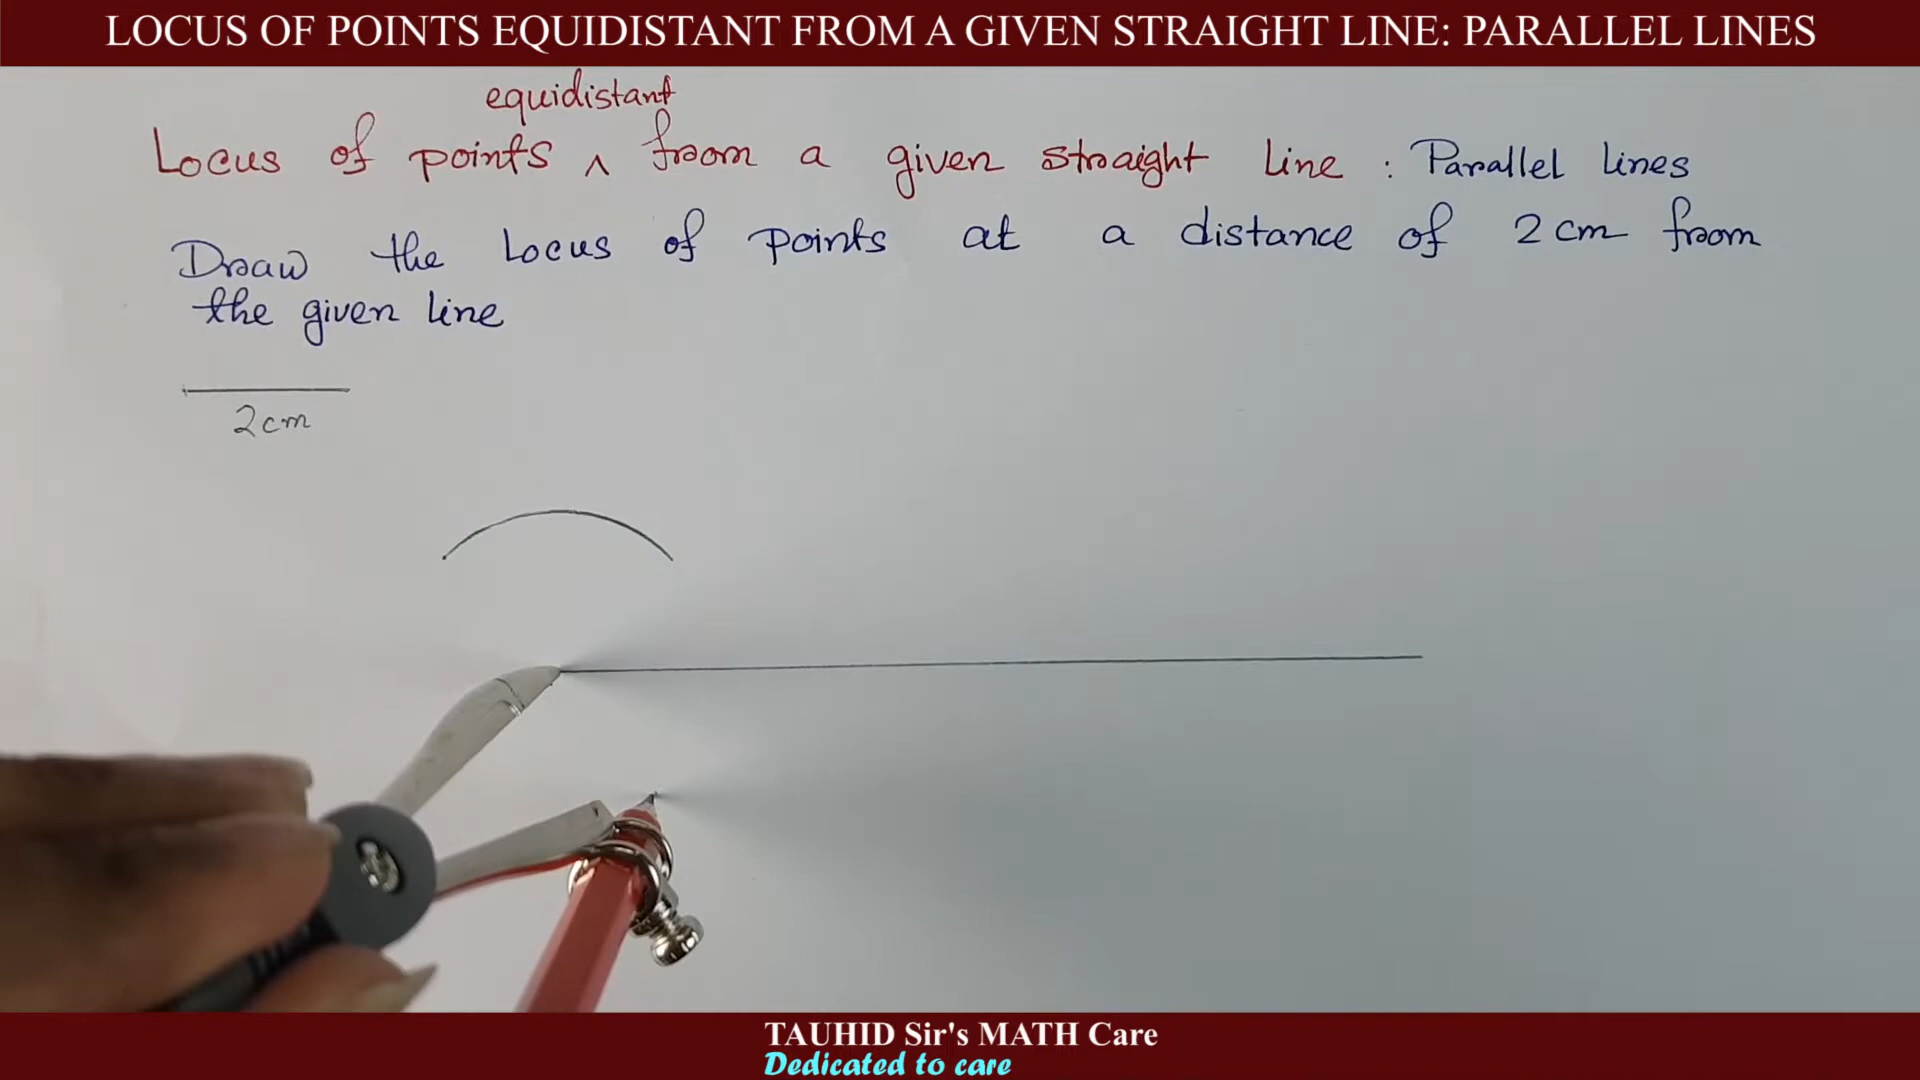 LOCUS OF POINTS EQUIDISTANT FROM A GIVEN STRAIGHT LINE: PARALLEL LINES
equidistant
Locus of points ^ from a given straight line : Parallel lines
Draw the Locus of points at a distance of 2 cm from
the given line
2 cm
TAUHID Sir's MATH Care
Dedicated to care